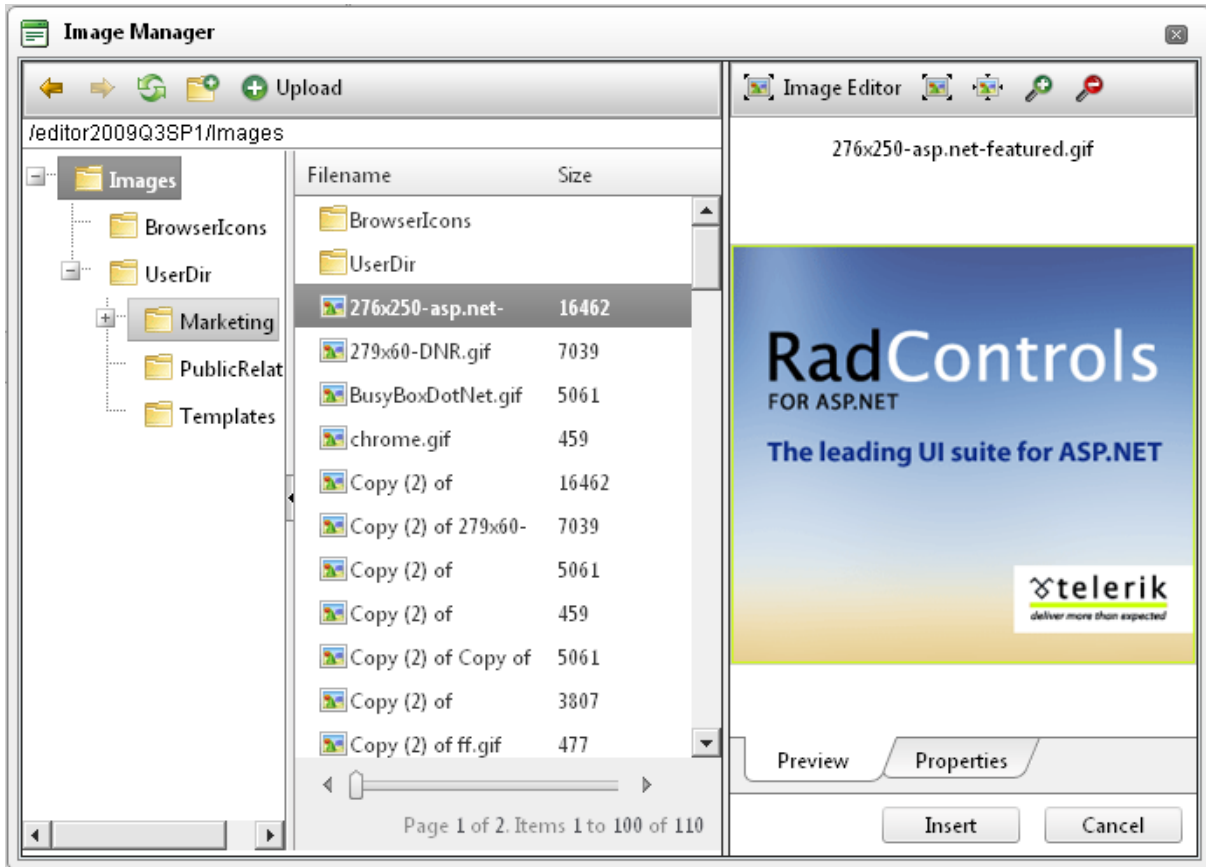 Image Manager
Upload
/editor2009Q3SP1/Images
Images
BrowserIcons
UserDir
Marketing
PublicRelat
Templates
Filename Size
BrowserIcons
UserDir
276x250-asp.net- 16462
279x60-DNR.gif 7039
BusyBoxDotNet.gif 5061
chrome.gif 459
Copy (2) of 16462
Copy (2) of 279x60- 7039
Copy (2) of 5061
Copy (2) of 459
Copy (2) of Copy of 5061
Copy (2) of 3807
Copy (2) of ff.gif 477
Page 1 of 2. Items 1 to 100 of 110
Image Editor
276x250-asp.net-featured.gif
RadControls
FOR ASP.NET
The leading UI suite for ASP.NET
telerik
deliver more than expected
Preview Properties
Insert Cancel